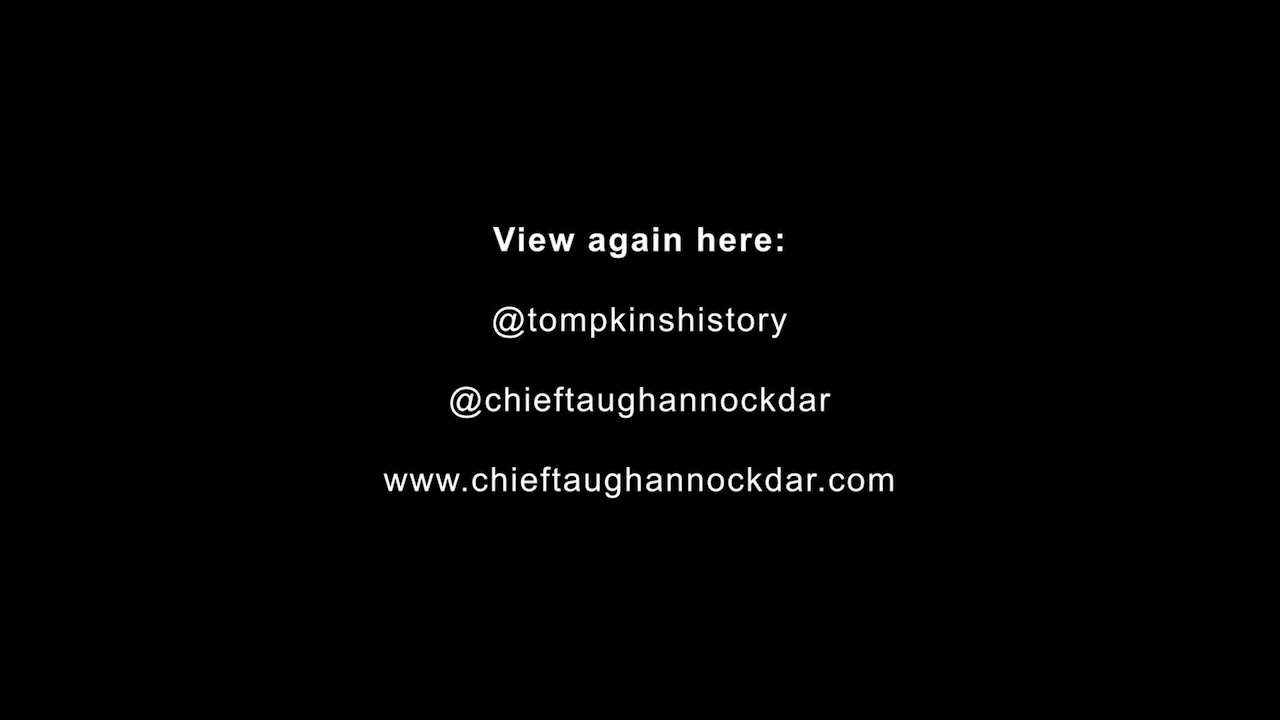 View again here:
@tompkinshistory
@chieftaughannockdar
www.chieftaughannockdar.com